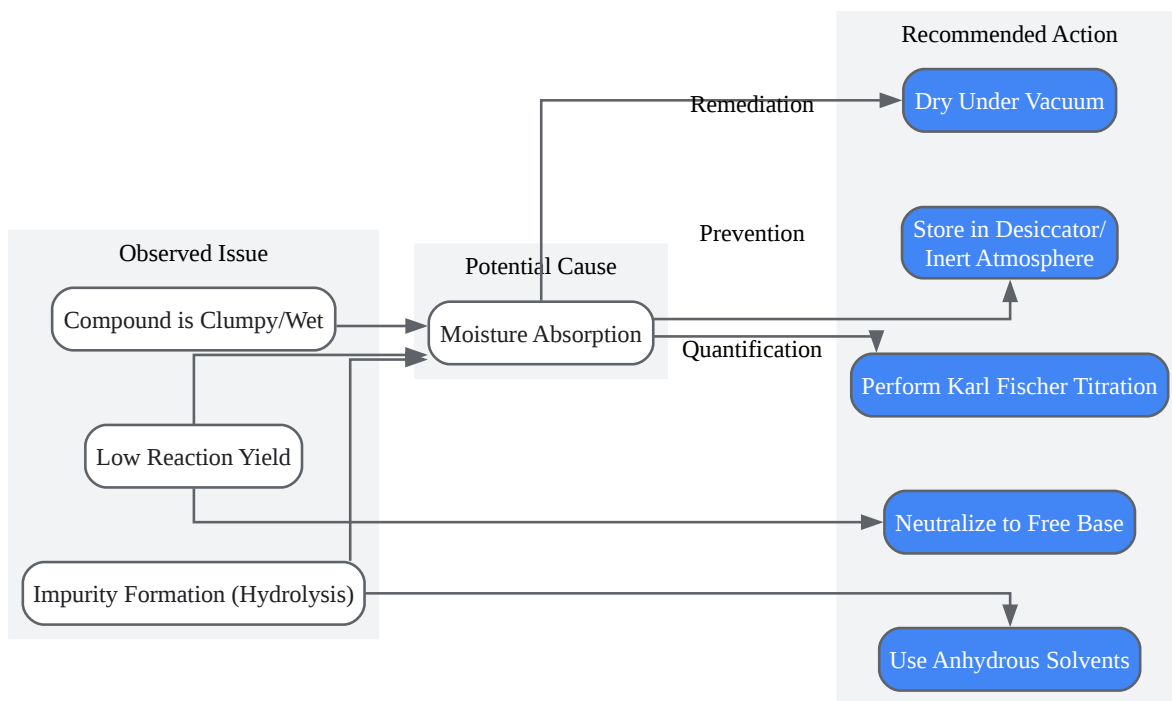 Observed Issue
Compound is Clumpy/Wet
Low Reaction Yield
Impurity Formation (Hydrolysis)
Potential Cause
Moisture Absorption
Remediation
Prevention
Quantification
Recommended Action
Dry Under Vacuum
Store in Desiccator/
Inert Atmosphere
Perform Karl Fischer Titration
Neutralize to Free Base
Use Anhydrous Solvents